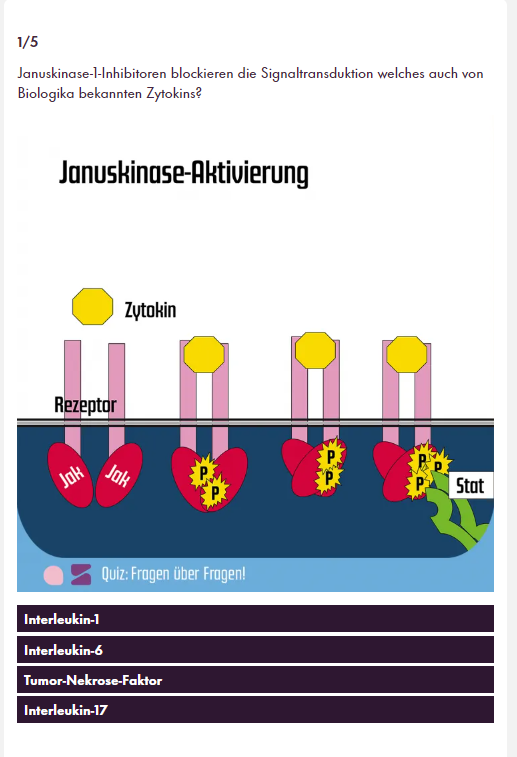 1/5
Januskinase-1-Inhibitoren blockieren die Signaltransduktion welches auch von
Biologika bekannten Zytokins?
Januskinase-Aktivierung
Zytokin
Rezeptor
Jak Jak
P P
P P
P P P
Stat
Quiz: Fragen über Fragen!
Interleukin-1
Interleukin-6
Tumor-Nekrose-Faktor
Interleukin-17